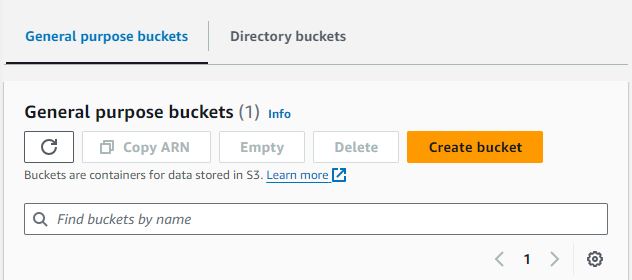 General purpose buckets Directory buckets
General purpose buckets (1) Info
Copy ARN Empty Delete Create bucket
Buckets are containers for data stored in S3. Learn more
Find buckets by name
1